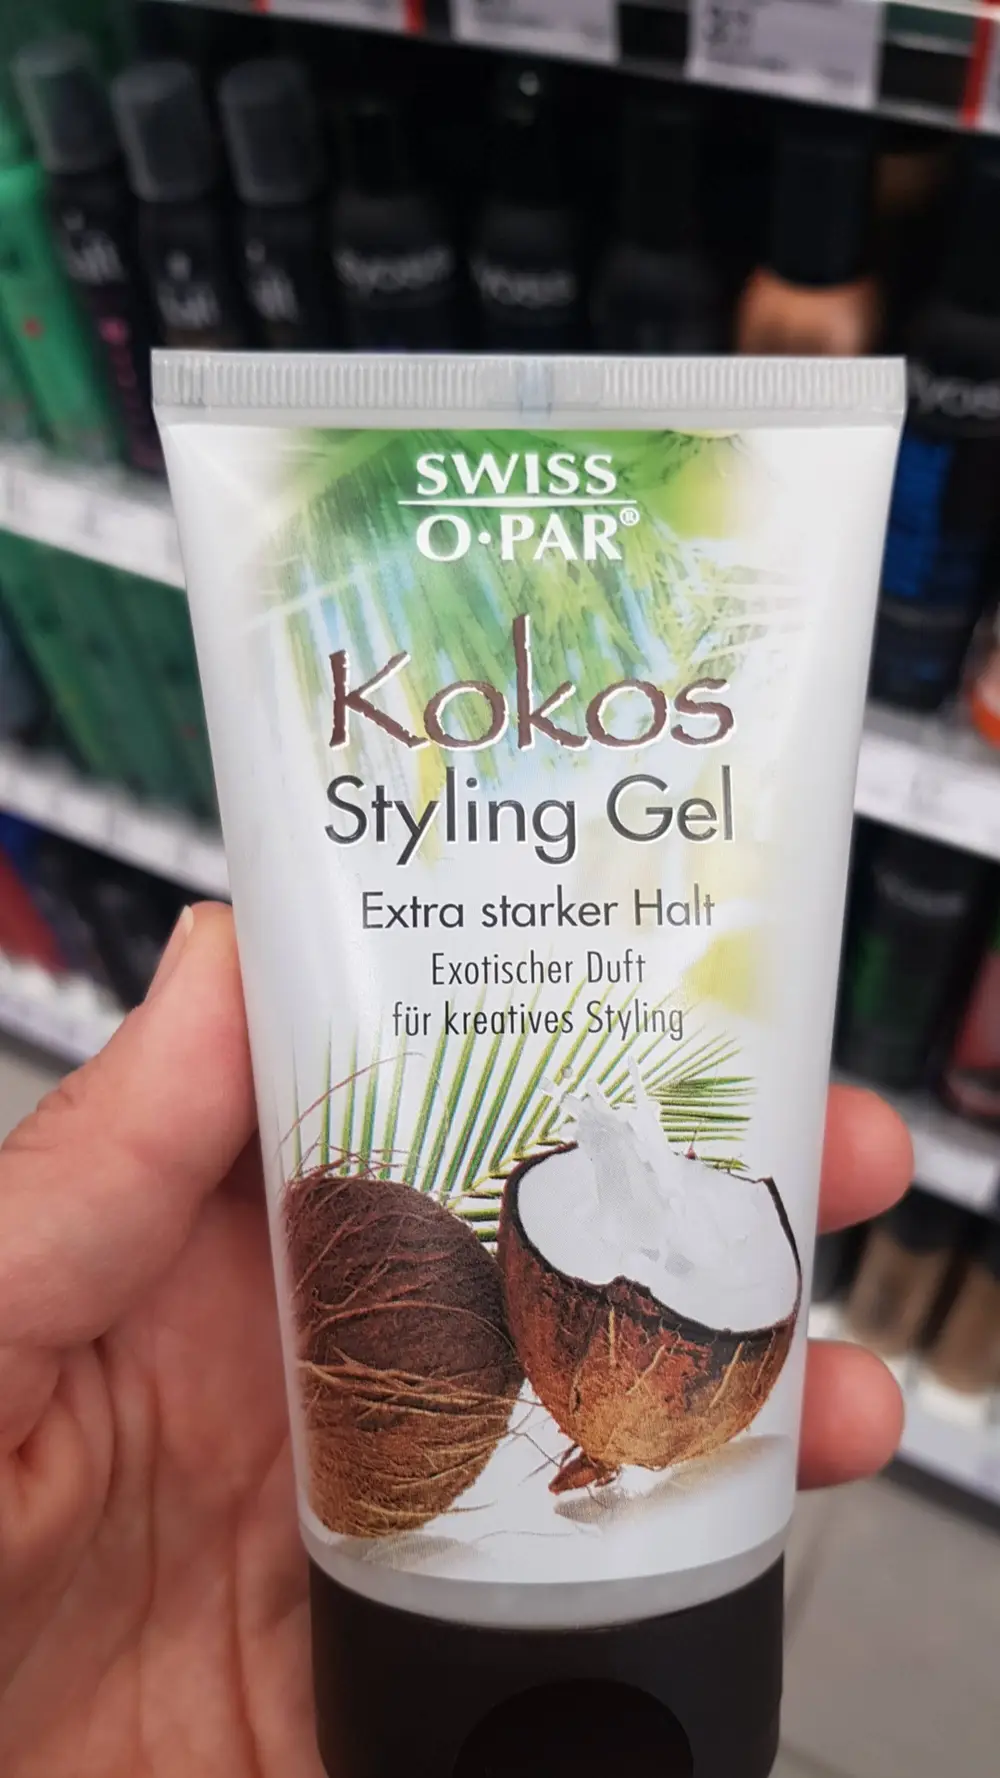 SWISS
O·PAR®
Kokos
Styling Gel
Extra starker Halt
Exotischer Duft
für kreatives Styling